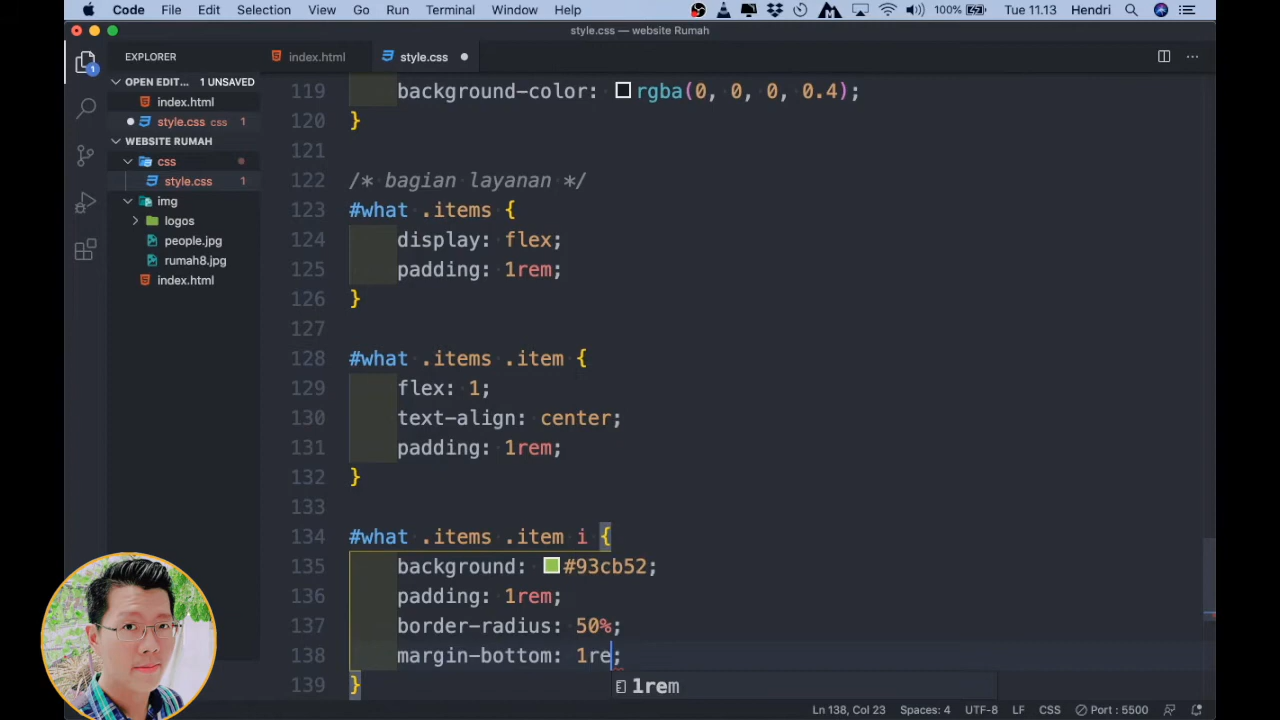 Code File Edit Selection View Go Run Terminal Window Help 100% Tue 11.13 Hendri
style.css — website Rumah
EXPLORER
index.html
style.css
OPEN EDIT... 1 UNSAVED
index.html
style.css css 1
WEBSITE RUMAH
css
style.css 1
img
logos
people.jpg
rumah8.jpg
index.html
1
119 background-color: rgba(0, 0, 0, 0.4);
120 }
121
122 /* bagian layanan */
123 #what .items {
124 display: flex;
125 padding: 1rem;
126 }
127
128 #what .items .item {
129 flex: 1;
130 text-align: center;
131 padding: 1rem;
132 }
133
134 #what .items .item i {
135 background: #93cb52;
136 padding: 1rem;
137 border-radius: 50%;
138 margin-bottom: 1re;
1rem
139 }
Ln 138, Col 23 Spaces: 4 UTF-8 LF CSS Port : 5500